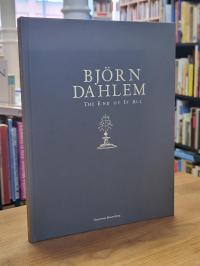 BJÖRN
DAHLEM
THE END OF IT ALL